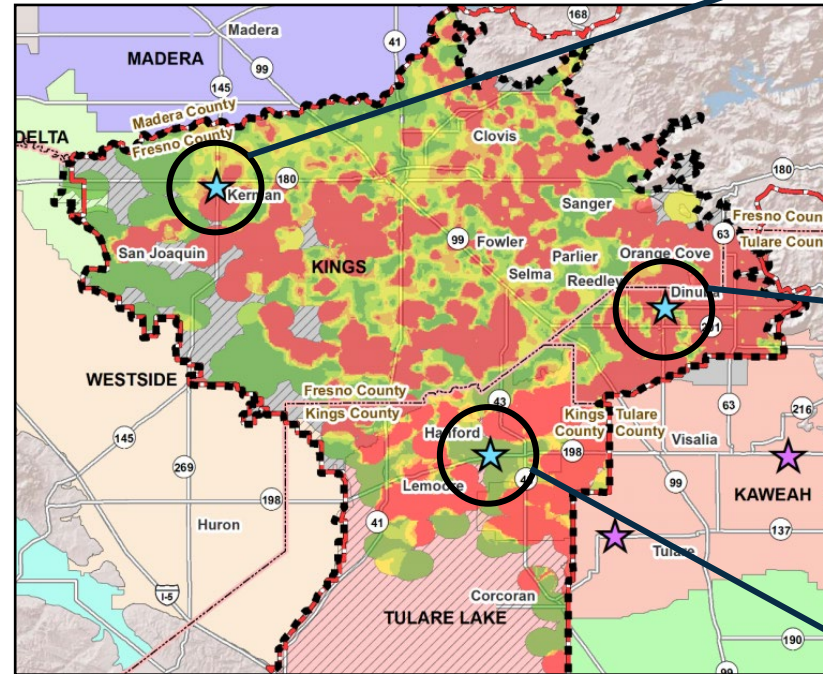 168
Madera
41
MADERA
99
145
Madera County
Fresno County
DELTA
Clovis
180
180
Kerman
Sanger
Fresno Coun
63
Tulare Coun
San Joaquin
99
Fowler
Parlier
Orange Cove
KINGS
Selma
Reedley
Dinuba
201
WESTSIDE
Fresno County
Kings County
43
Kings
County
Tulare
County
63
216
145
Hanford
198
Visalia
269
198
Lemoore
99
KAWEAH
41
Huron
137
Tulare
I-5
Corcoran
TULARE LAKE
190
99